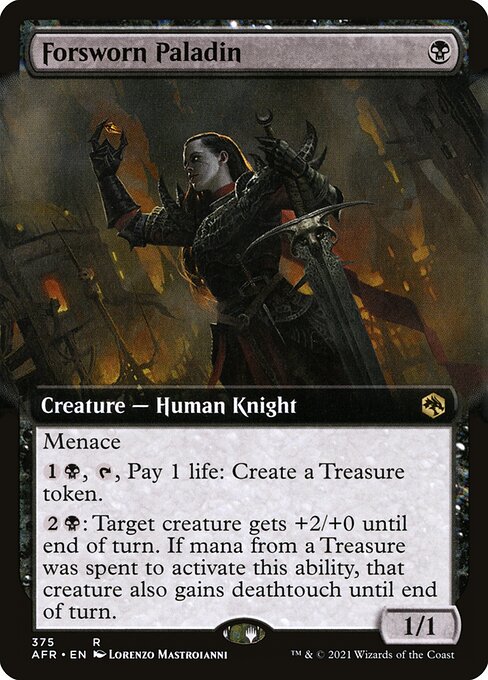 Forsworn Paladin
Creature — Human Knight
Menace
1, , Pay 1 life: Create a Treasure
token.
2: Target creature gets +2/+0 until
end of turn. If mana from a Treasure
was spent to activate this ability, that
creature also gains deathtouch until end
of turn.
1/1
375 R
AFR • EN Lorenzo Mastroianni
™ & © 2021 Wizards of the Coast